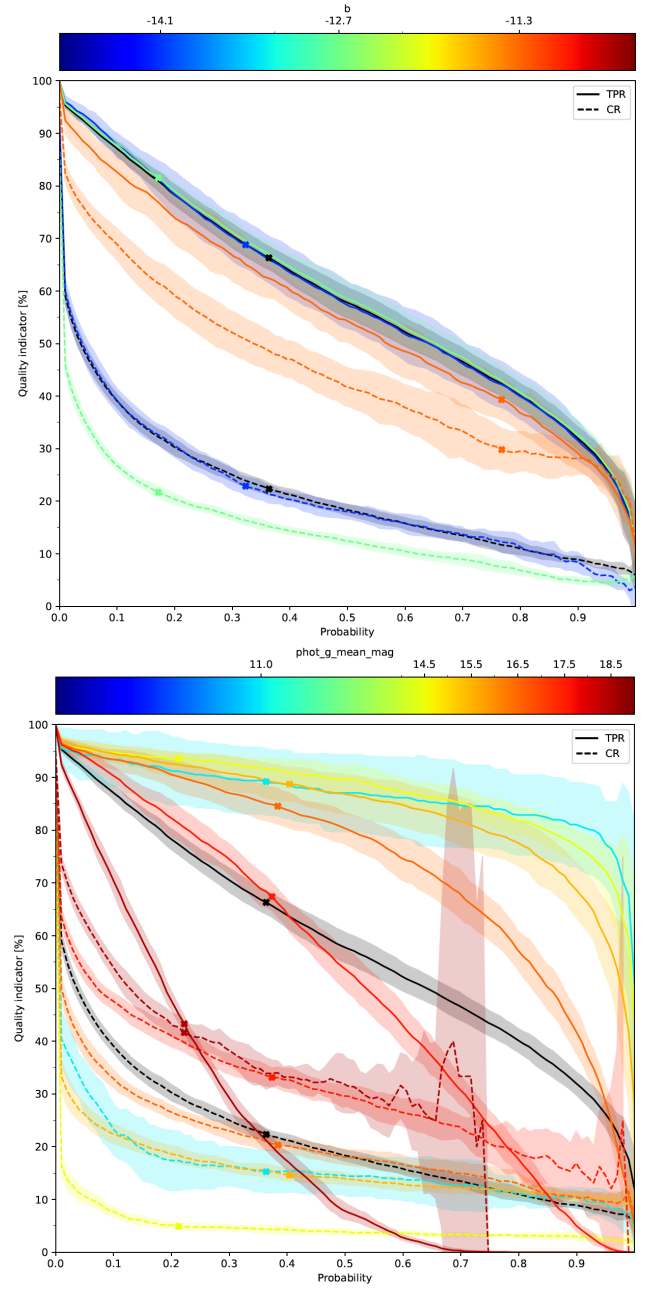 b
-14.1 -12.7 -11.3
100
TPR
CR
90
80
70
60
50
40
30
20
10
0
Quality indicator [%]
0.0 0.1 0.2 0.3 0.4 0.5 0.6 0.7 0.8 0.9
Probability
phot_g_mean_mag
11.0 14.5 15.5 16.5 17.5 18.5
100
TPR
CR
90
80
70
60
50
40
30
20
10
0
Quality indicator [%]
0.0 0.1 0.2 0.3 0.4 0.5 0.6 0.7 0.8 0.9
Probability